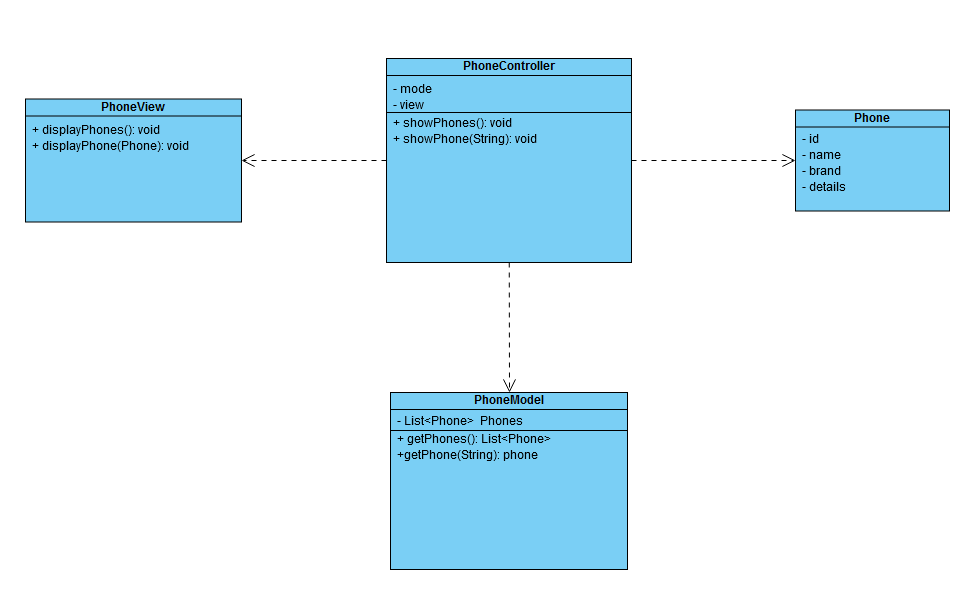 PhoneController
- mode
- view
+ showPhones(): void
+ showPhone(String): void
PhoneView
+ displayPhones(): void
+ displayPhone(Phone): void
Phone
- id
- name
- brand
- details
PhoneModel
- List<Phone>  Phones
+ getPhones(): List<Phone>
+getPhone(String): phone